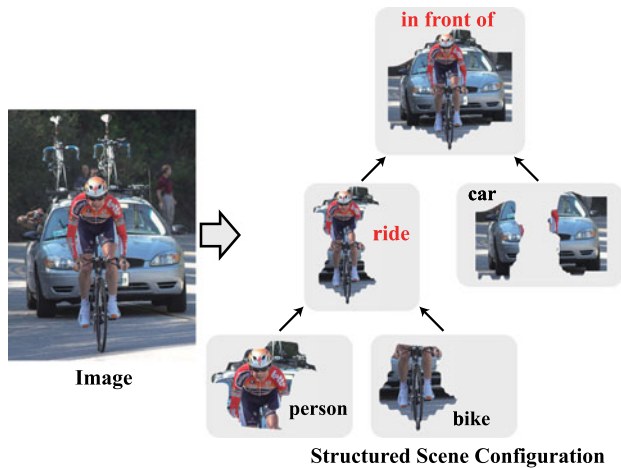 in front of
car
ride
person
bike
Image
Structured Scene Configuration